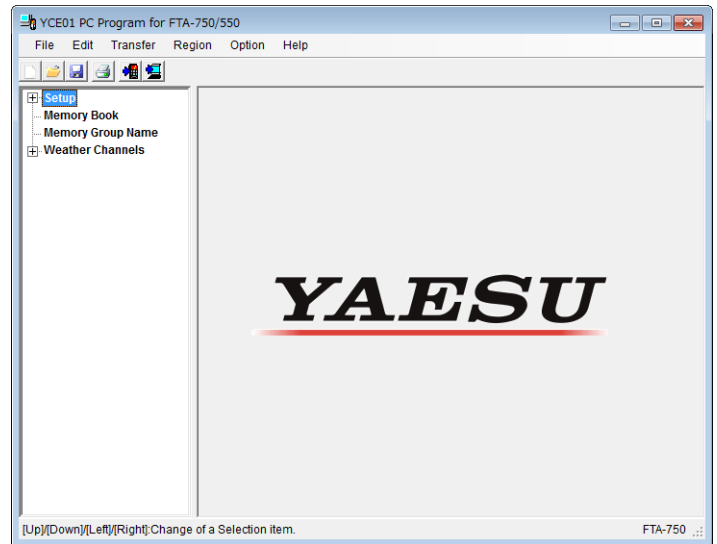 YCE01 PC Program for FTA-750/550
File Edit Transfer Region Option Help
Setup
Memory Book
Memory Group Name
Weather Channels
YAESU
[Up]/[Down]/[Left]/[Right]:Change of a Selection item. FTA-750